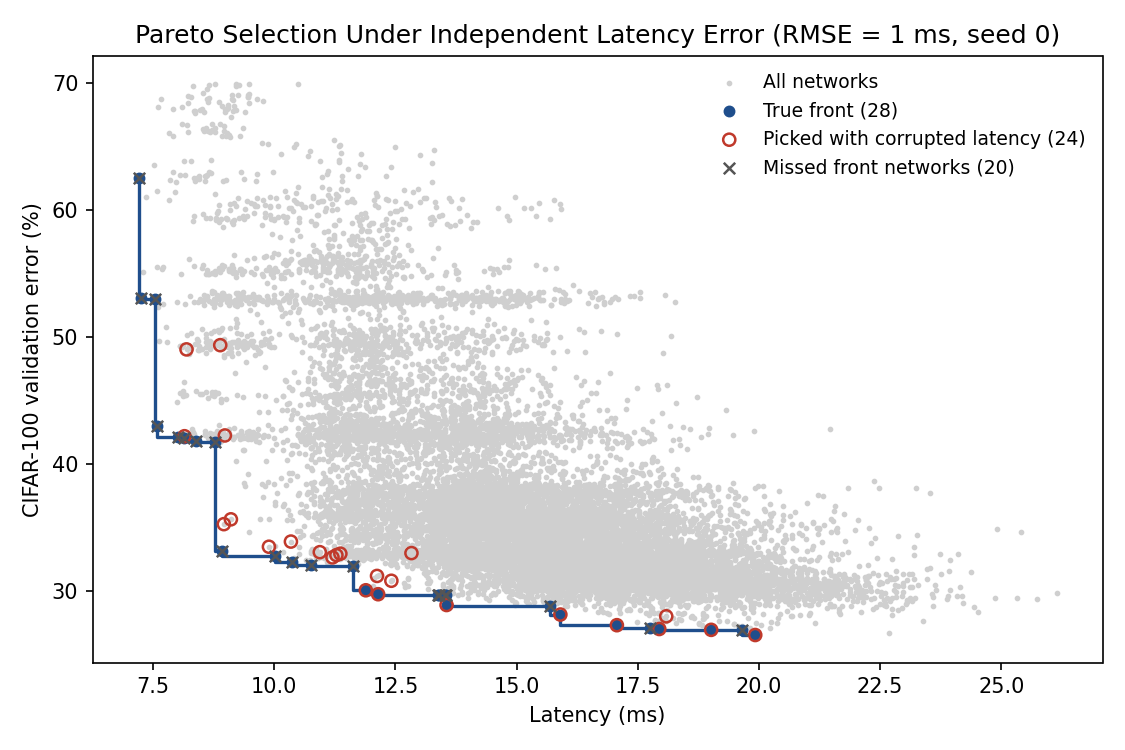 Pareto Selection Under Independent Latency Error (RMSE = 1 ms, seed 0)
All networks
True front (28)
Picked with corrupted latency (24)
Missed front networks (20)
CIFAR-100 validation error (%)
70
60
50
40
30
7.5 10.0 12.5 15.0 17.5 20.0 22.5 25.0
Latency (ms)